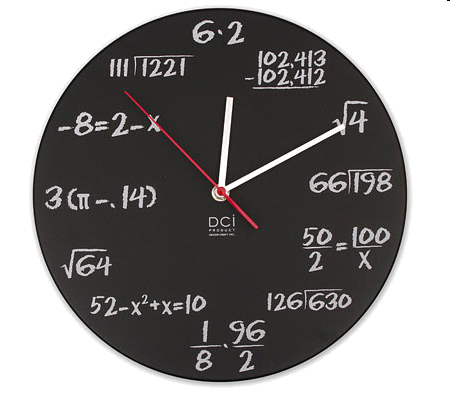 6·2
102,413
-102,412
√4
66⟌198
50/2 = 100/x
126⟌630
1/8 · 96/2
52-x²+x=10
√64
3(π-.14)
-8=2-x
111⟌1221
DCi
PRODUCT